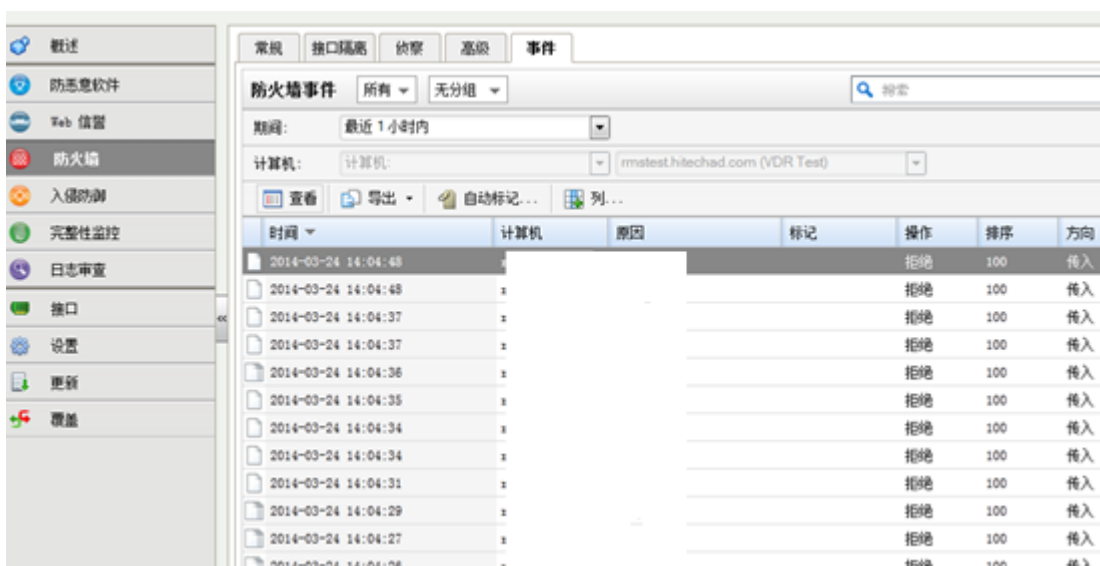 概述
防恶意软件
Web 信誉
防火墙
入侵防御
完整性监控
日志审查
接口
设置
更新
覆盖
常规 接口隔离 侦察 高级 事件
防火墙事件 所有 无分组 搜索
期间: 最近 1 小时内
计算机: 计算机: rmstest.hitechad.com (VDR Test)
查看 导出 自动标记... 列...
时间 计算机 原因 标记 操作 排序 方向
2014-03-24 14:04:48 拒绝 100 传入
2014-03-24 14:04:48 拒绝 100 传入
2014-03-24 14:04:37 拒绝 100 传入
2014-03-24 14:04:37 拒绝 100 传入
2014-03-24 14:04:36 拒绝 100 传入
2014-03-24 14:04:35 拒绝 100 传入
2014-03-24 14:04:34 拒绝 100 传入
2014-03-24 14:04:34 拒绝 100 传入
2014-03-24 14:04:31 拒绝 100 传入
2014-03-24 14:04:29 拒绝 100 传入
2014-03-24 14:04:27 拒绝 100 传入
2014-03-24 14:04:26 拒绝 100 传入